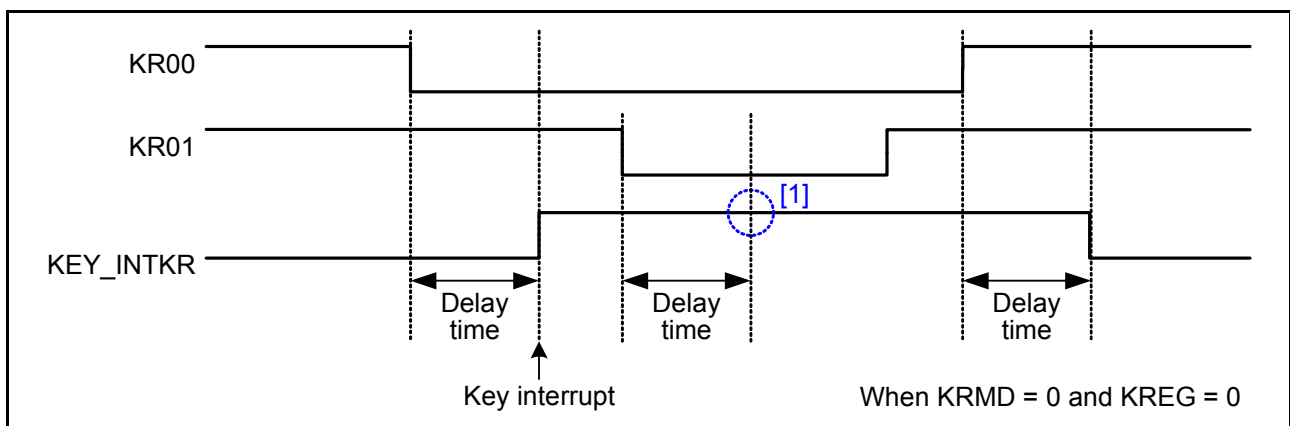 KR00
KR01
[1]
KEY_INTKR
Delay
time
Delay
time
Delay
time
Key interrupt
When KRMD = 0 and KREG = 0